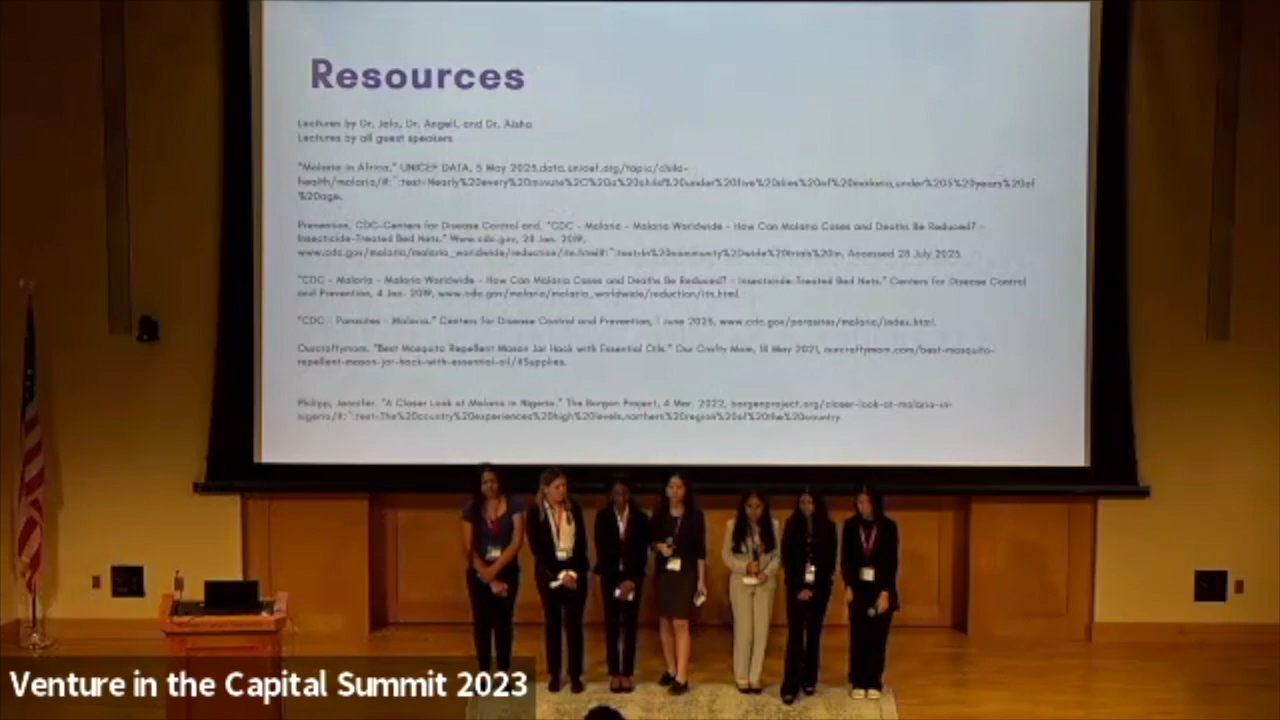 Resources
Lectures by Dr. Jola, Dr. Angell, and Dr. Aisha
Lectures by all guest speakers
"Malaria in Africa." UNICEF DATA, 5 May 2023,data.unicef.org/topic/child-
health/malaria/#:~:text=Nearly%20every%20minute%2C%20a%20child%20under%20five%20dies%20of%20malaria,under%205%20years%20of
%20age.
Prevention, CDC-Centers for Disease Control and. "CDC - Malaria - Malaria Worldwide - How Can Malaria Cases and Deaths Be Reduced? -
Insecticide-Treated Bed Nets." Www.cdc.gov, 28 Jan. 2019,
www.cdc.gov/malaria/malaria_worldwide/reduction/itn.html#:~:text=In%20community%2Dwide%20trials%20in. Accessed 28 July 2023.
"CDC - Malaria - Malaria Worldwide - How Can Malaria Cases and Deaths Be Reduced? - Insecticide-Treated Bed Nets." Centers for Disease Control
and Prevention, 4 Jan. 2019, www.cdc.gov/malaria/malaria_worldwide/reduction/itn.html.
"CDC - Parasites - Malaria." Centers for Disease Control and Prevention, 1 June 2023, www.cdc.gov/parasites/malaria/index.html.
Ourcraftymom. "Best Mosquito Repellent Mason Jar Hack with Essential Oils." Our Crafty Mom, 18 May 2021, ourcraftymom.com/best-mosquito-
repellent-mason-jar-hack-with-essential-oil/#Supplies.
Philipp, Jennifer. "A Closer Look at Malaria in Nigeria." The Borgen Project, 4 Mar. 2022, borgenproject.org/closer-look-at-malaria-in-
nigeria/#:~:text=The%20country%20experiences%20high%20levels,northern%20region%20of%20the%20country.
Venture in the Capital Summit 2023